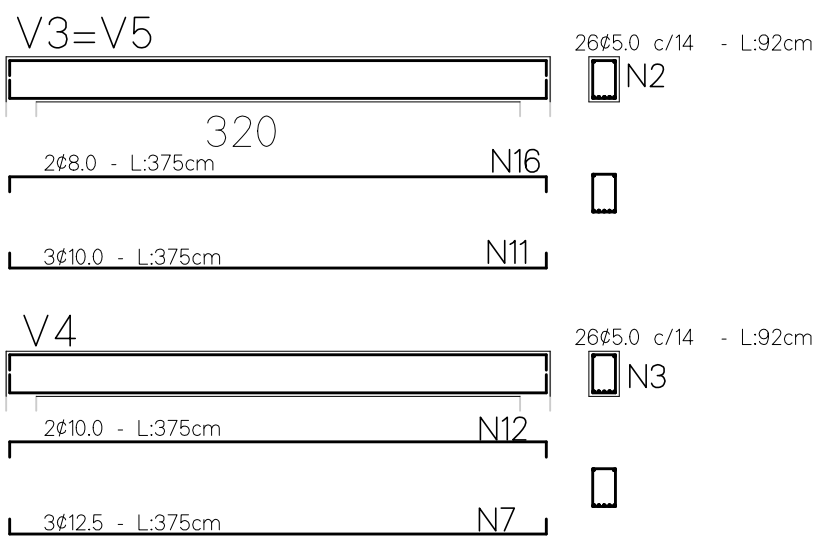 V3=V5
26¢5.0 c/14 - L:92cm
N2
320
2¢8.0 - L:375cm
N16
3¢10.0 - L:375cm
N11
V4
26¢5.0 c/14 - L:92cm
N3
2¢10.0 - L:375cm
N12
3¢12.5 - L:375cm
N7